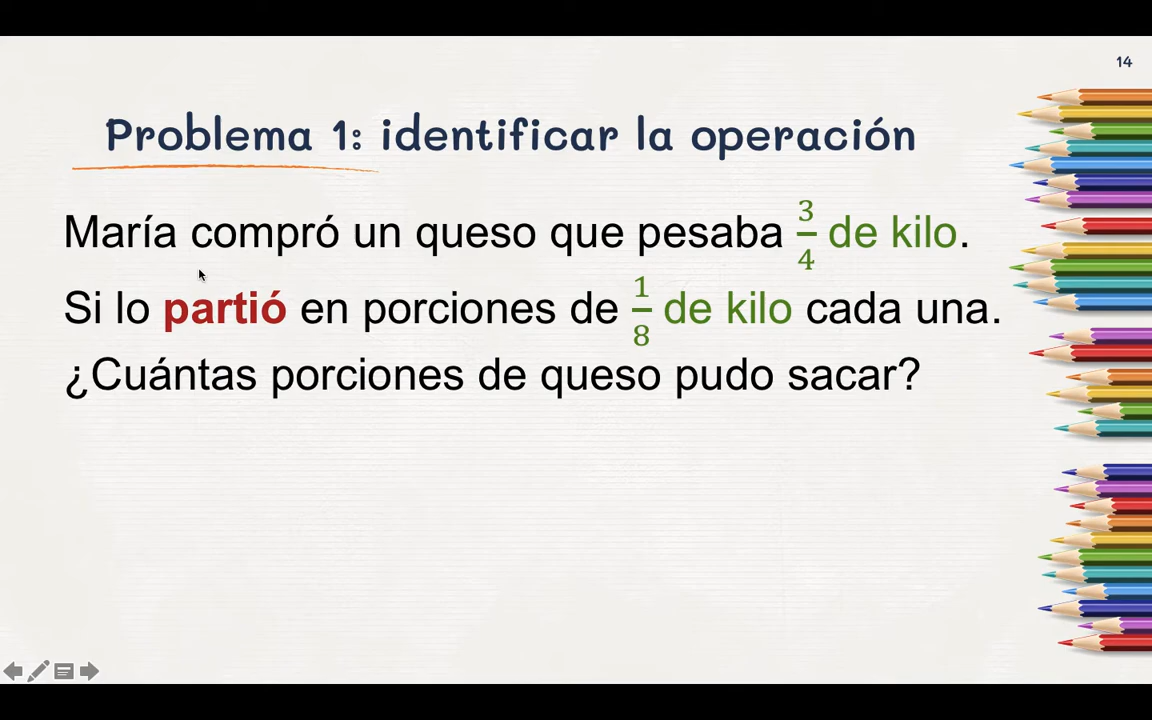 14
Problema 1: identificar la operación
María compró un queso que pesaba 3/4 de kilo.
Si lo partió en porciones de 1/8 de kilo cada una.
¿Cuántas porciones de queso pudo sacar?